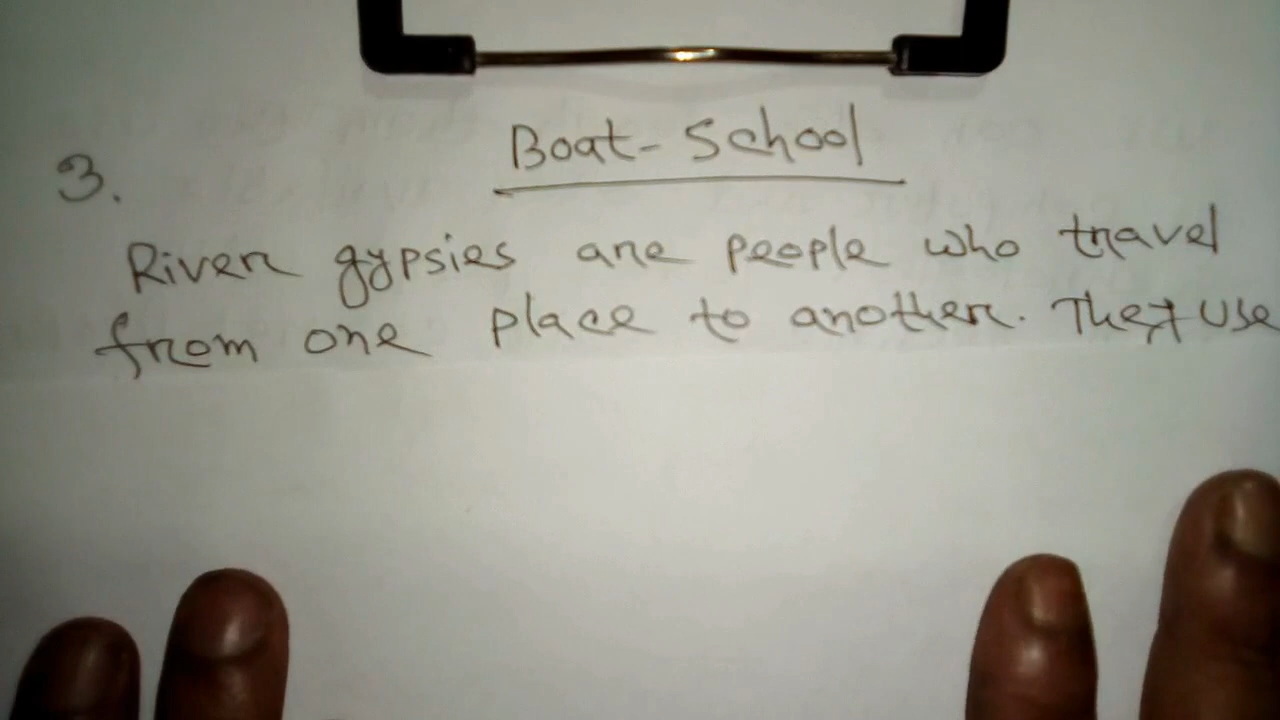 3. Boat-School
River gypsies are people who travel
from one place to another. They use